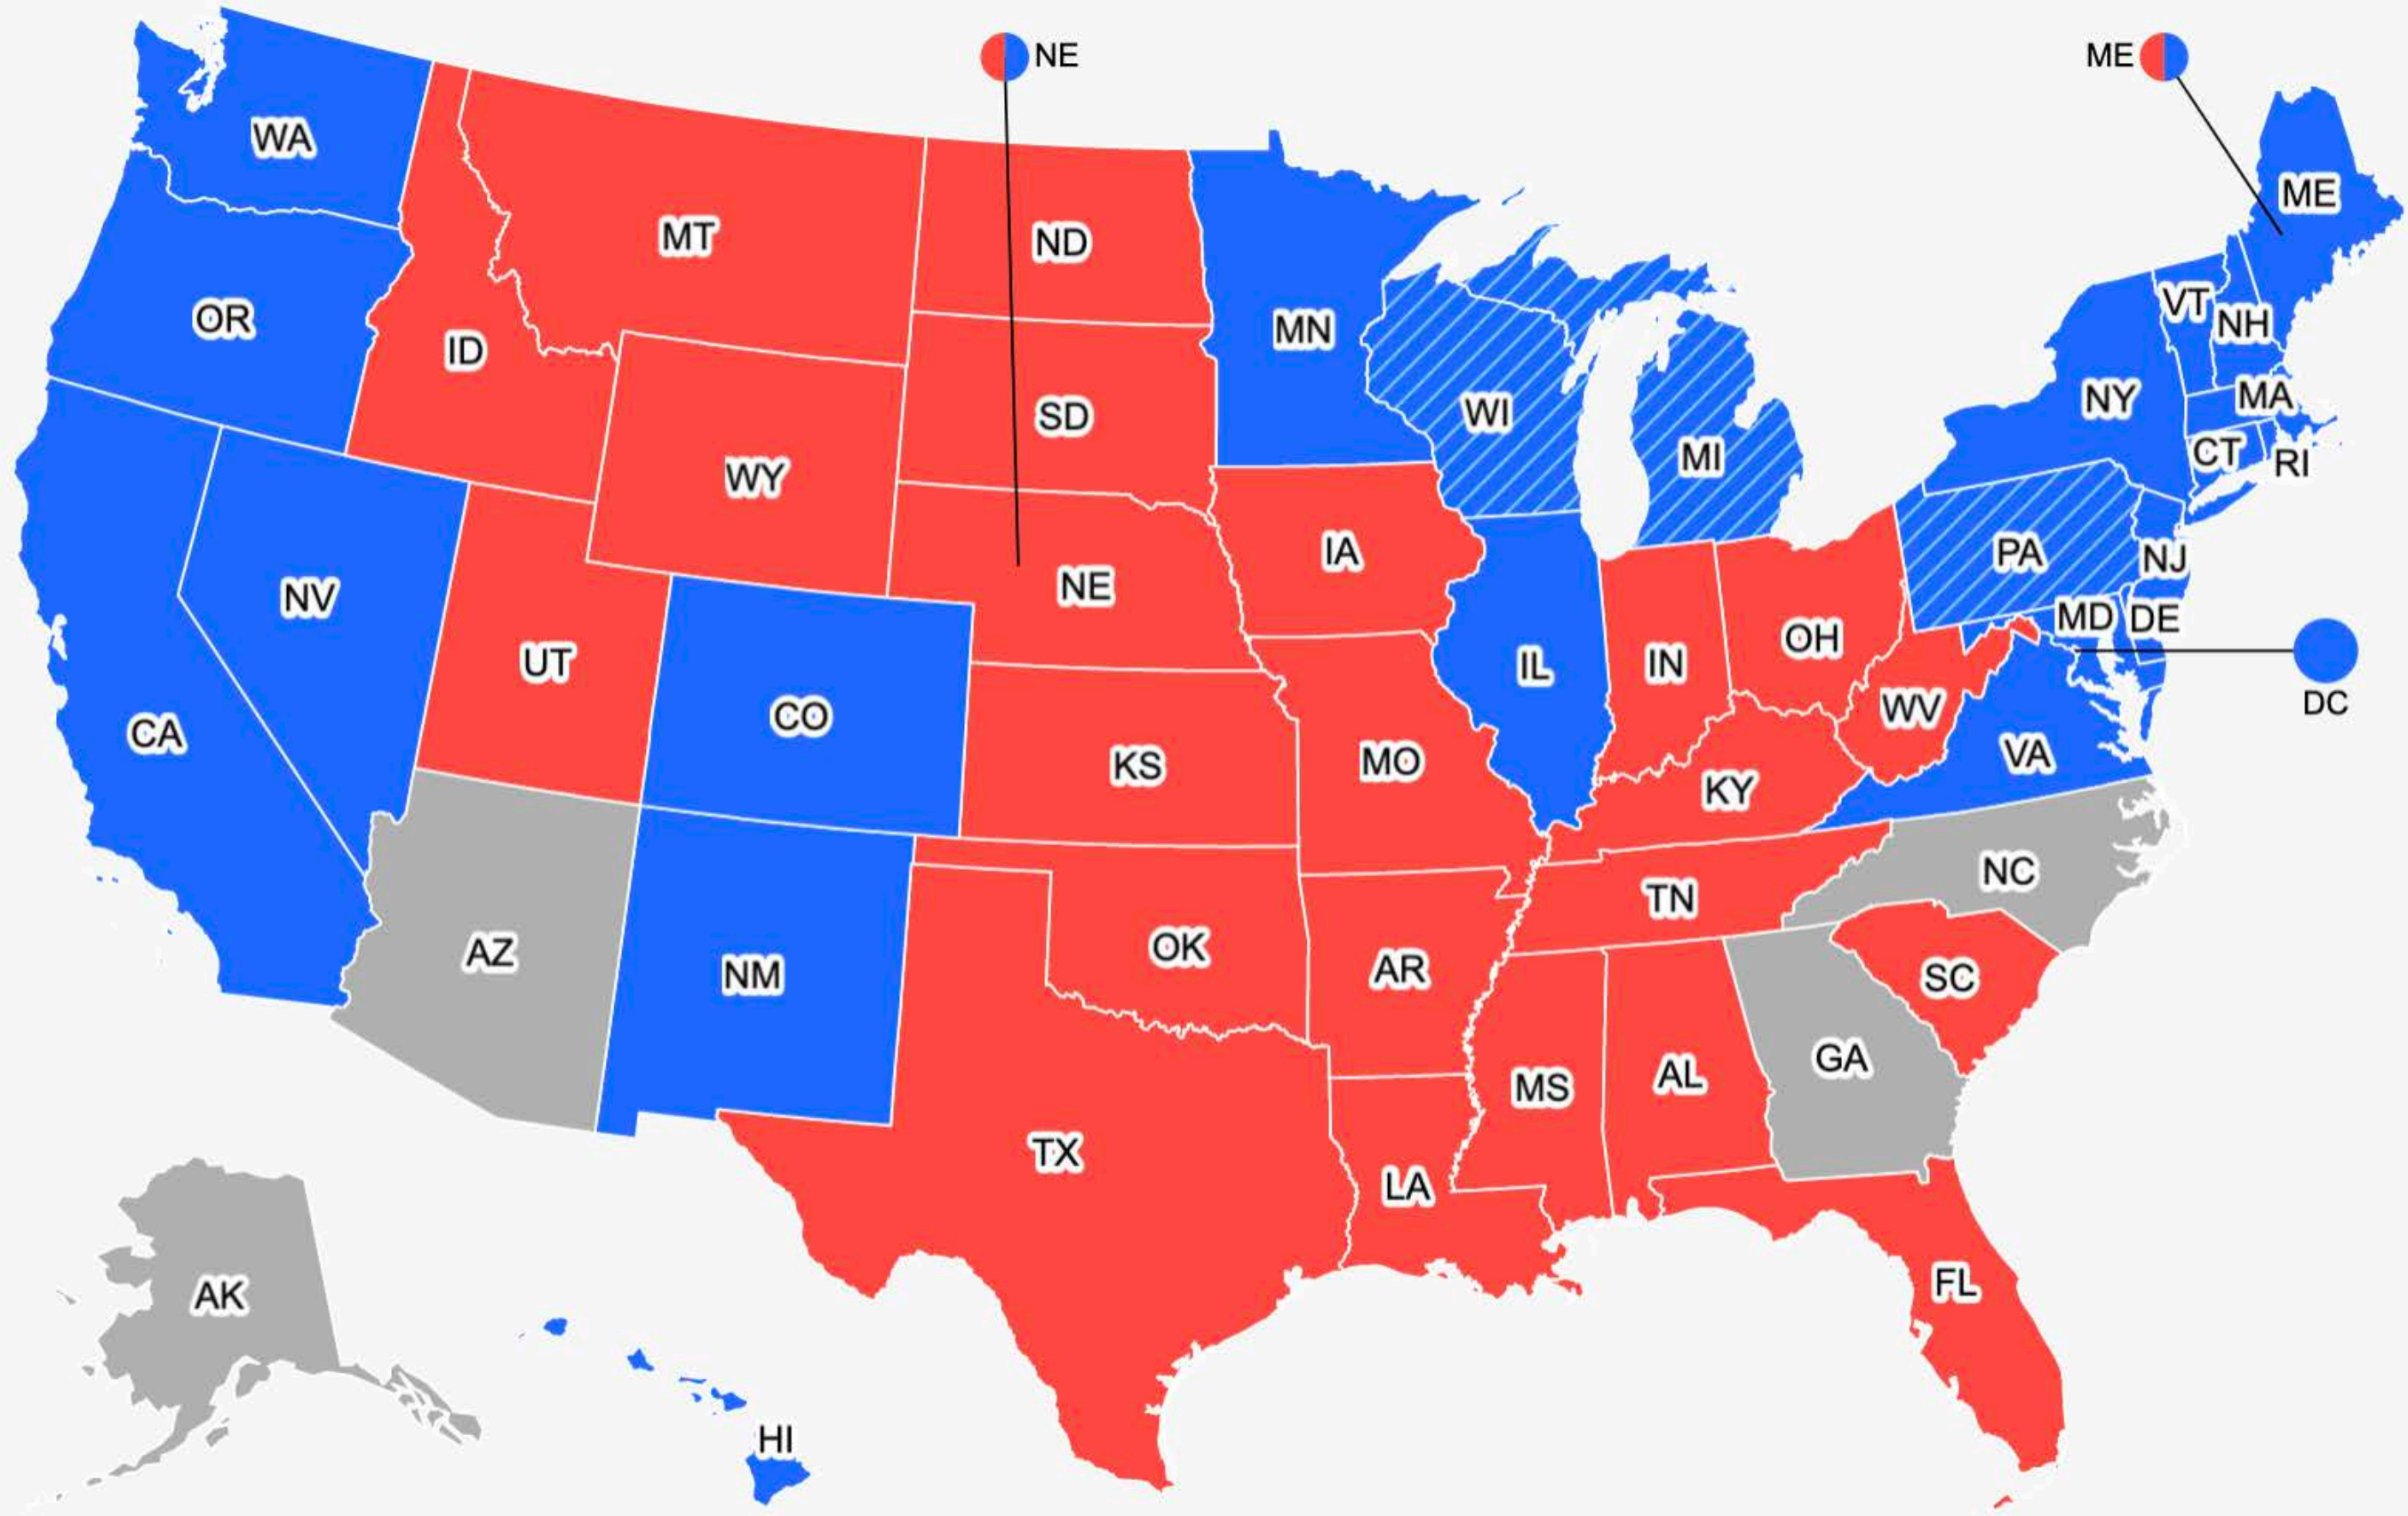 NE
ME
WA
MT
ND
ME
OR
ID
MN
VT
NH
SD
WI
NY
MA
WY
MI
CT
RI
NV
NE
IA
PA
NJ
UT
IL
IN
OH
MD
DE
CA
CO
KS
MO
KY
WV
VA
DC
AZ
NM
OK
AR
TN
NC
SC
TX
LA
MS
AL
GA
AK
FL
HI